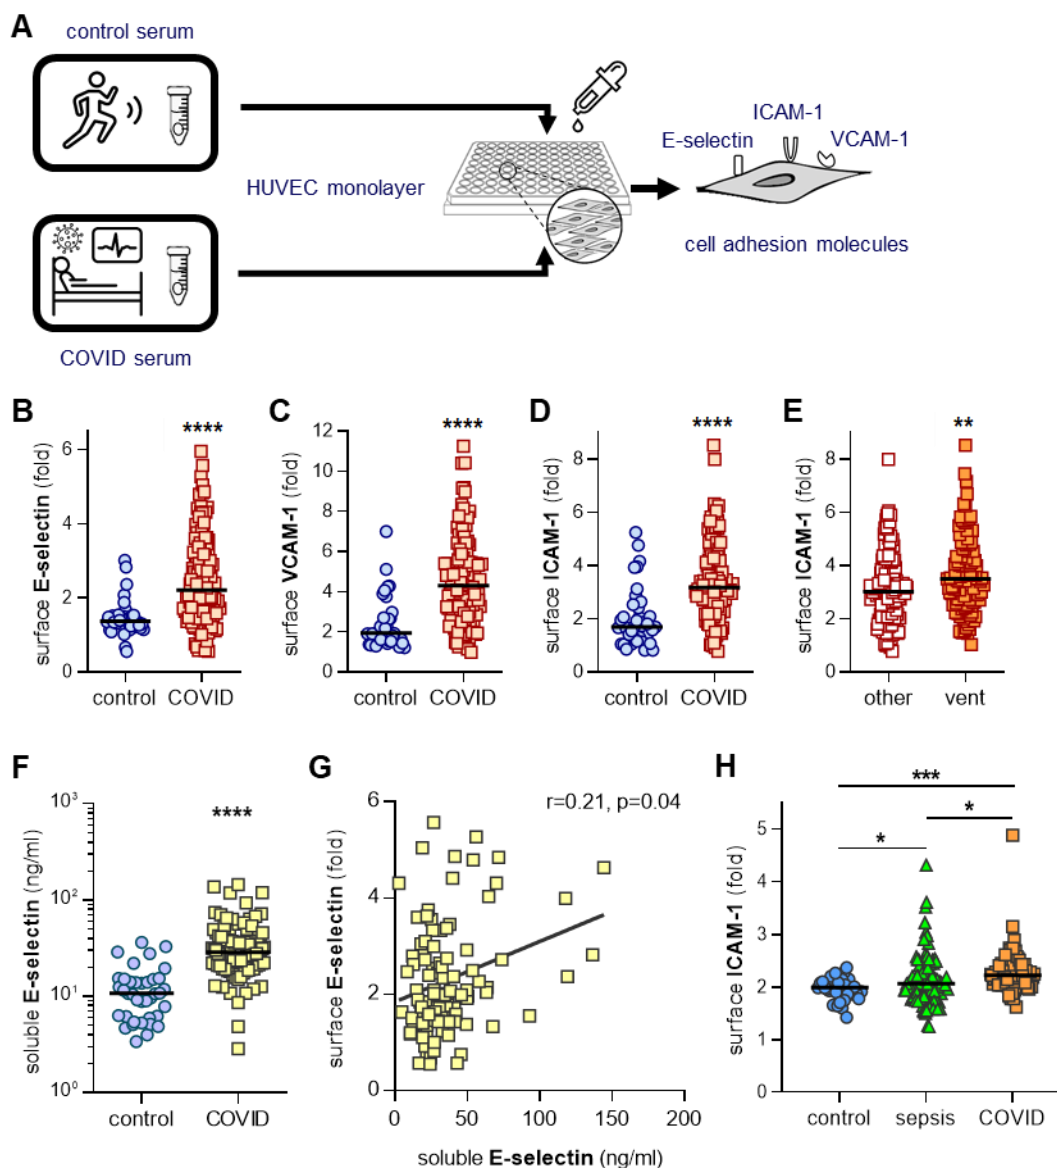 A
control serum
ICAM-1
E-selectin
VCAM-1
HUVEC monolayer
cell adhesion molecules
COVID serum
B
surface E-selectin (fold)
6
4
2
0
****
control
COVID
C
surface VCAM-1 (fold)
12
10
8
6
4
2
0
****
control
COVID
D
surface ICAM-1 (fold)
8
6
4
2
0
****
control
COVID
E
surface ICAM-1 (fold)
8
6
4
2
0
**
other
vent
F
soluble E-selectin (ng/ml)
10³
10²
10¹
10⁰
****
control
COVID
G
surface E-selectin (fold)
6
4
2
0
r=0.21, p=0.04
0
50
100
150
200
soluble E-selectin (ng/ml)
H
surface ICAM-1 (fold)
5
4
3
2
1
0
***
*
*
control
sepsis
COVID